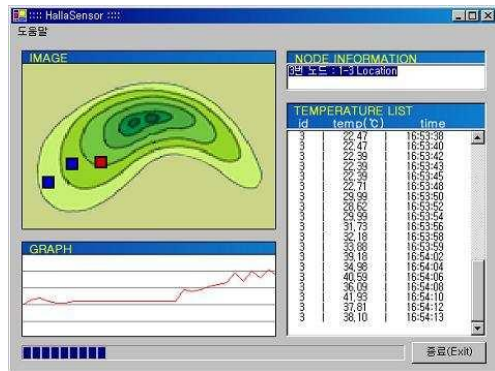 :::: HallaSensor ::::
도움말
IMAGE
NODE INFORMATION
3번 노드 : 1-3 Location
TEMPERATURE LIST
id temp(℃) time
3 | 22,47 | 16:53:38
3 | 22,47 | 16:53:40
3 | 22,39 | 16:53:42
3 | 22,39 | 16:53:43
3 | 22,39 | 16:53:45
3 | 22,71 | 16:53:48
3 | 29,99 | 16:53:50
3 | 28,62 | 16:53:52
3 | 29,99 | 16:53:54
3 | 31,73 | 16:53:56
3 | 32,18 | 16:53:58
3 | 33,88 | 16:53:59
3 | 39,18 | 16:54:02
3 | 34,98 | 16:54:04
3 | 40,59 | 16:54:06
3 | 36,09 | 16:54:08
3 | 41,93 | 16:54:10
3 | 37,81 | 16:54:12
3 | 38,10 | 16:54:13
GRAPH
종료(Exit)